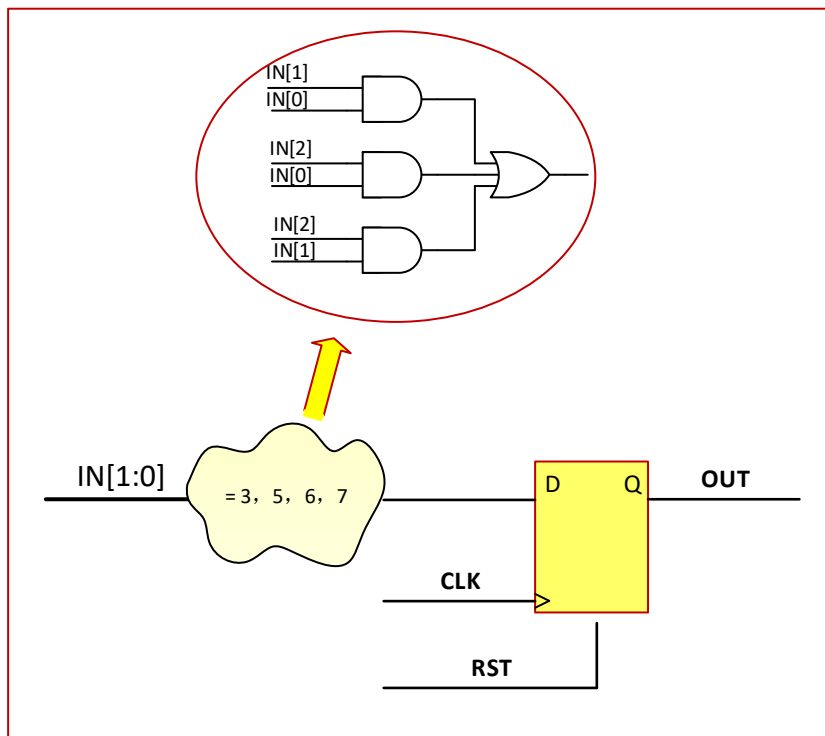 IN[1]
IN[0]
IN[2]
IN[0]
IN[2]
IN[1]
IN[1:0]
= 3， 5， 6， 7
D
Q
OUT
CLK
RST